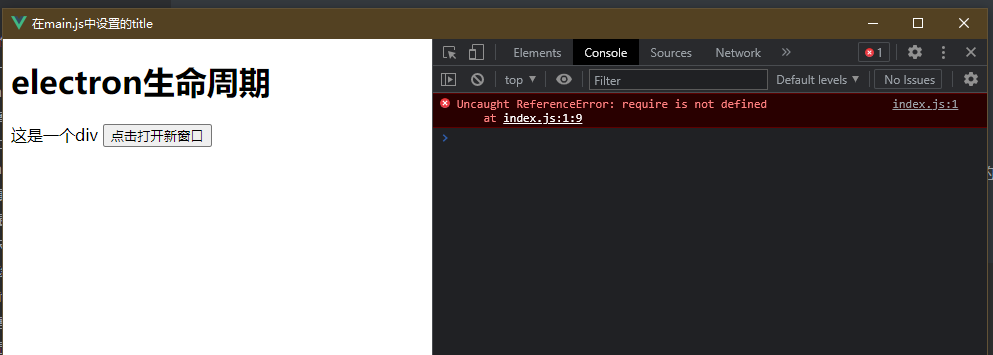 在main.js中设置的title
electron生命周期
这是一个div 点击打开新窗口
Elements Console Sources Network » 1
top Filter Default levels No Issues
Uncaught ReferenceError: require is not defined index.js:1
at index.js:1:9